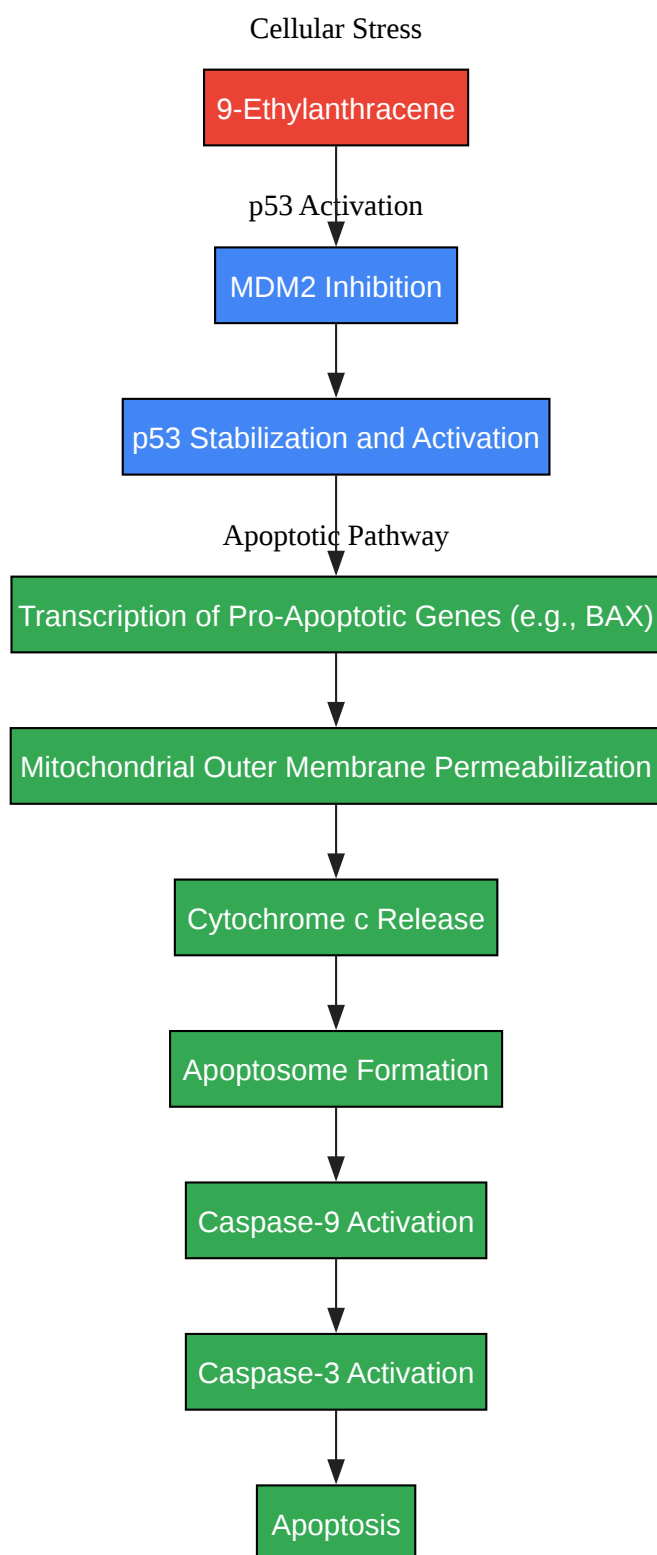 Cellular Stress
9-Ethylanthracene
p53 Activation
MDM2 Inhibition
p53 Stabilization and Activation
Apoptotic Pathway
Transcription of Pro-Apoptotic Genes (e.g., BAX)
Mitochondrial Outer Membrane Permeabilization
Cytochrome c Release
Apoptosome Formation
Caspase-9 Activation
Caspase-3 Activation
Apoptosis